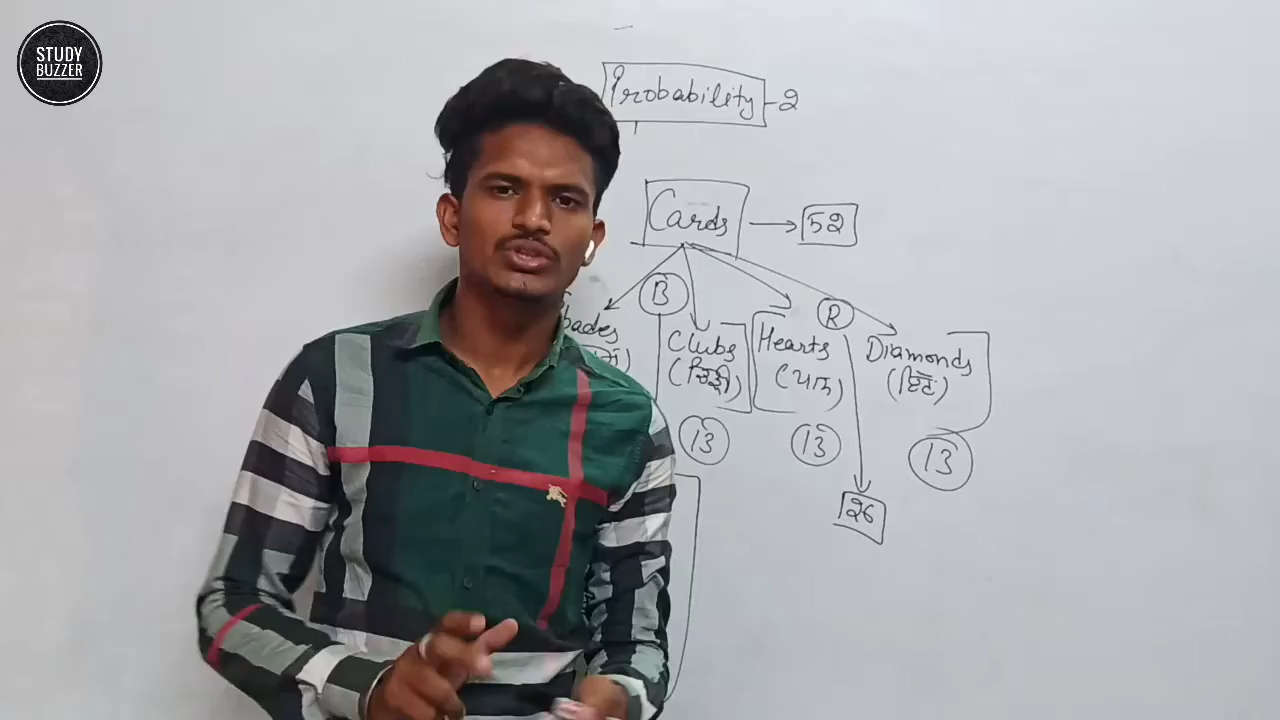 STUDY
BUZZER
Probability-2
Cards → 52
B
R
Clubs
Hearts
Diamonds
(ਪਾਨ)
(ਇੱਟ)
13
13
13
26